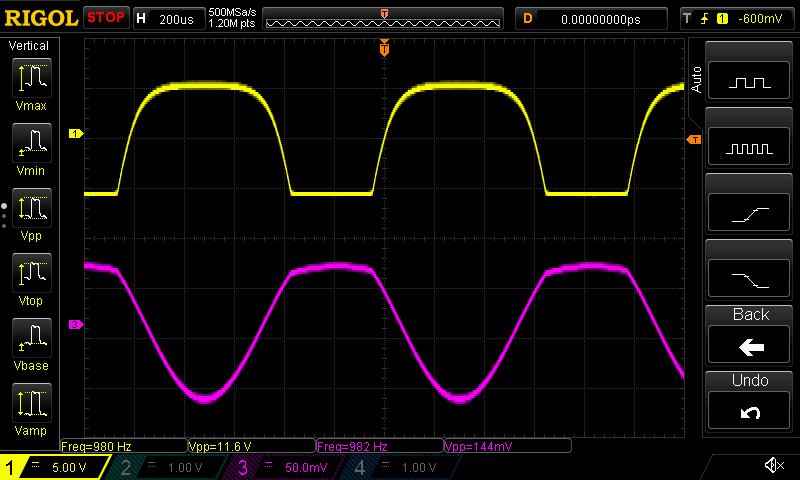 RIGOL STOP H 200us 500MSa/s 1.20M pts T D 0.00000000ps T 1 -600mV
Vertical
Vmax
Vmin
Vpp
Vtop
Vbase
Vamp
1
3
T
Auto
Back
Undo
Freq=980 Hz Vpp=11.6 V Freq=982 Hz Vpp=144mV
1 5.00 V 2 1.00 V 3 50.0mV 4 1.00 V